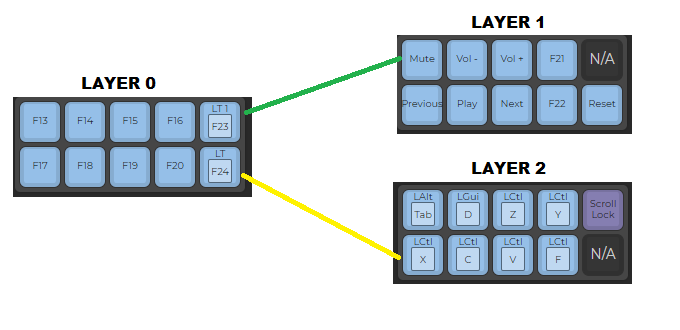 LAYER 1
Mute Vol - Vol + F21 N/A
Previous Play Next F22 Reset
LAYER 0
F13 F14 F15 F16 LT 1 F23
F17 F18 F19 F20 LT F24
LAYER 2
LAlt LGui LCtl LCtl
Tab D Z Y Scroll Lock
LCtl LCtl LCtl LCtl
X C V F N/A